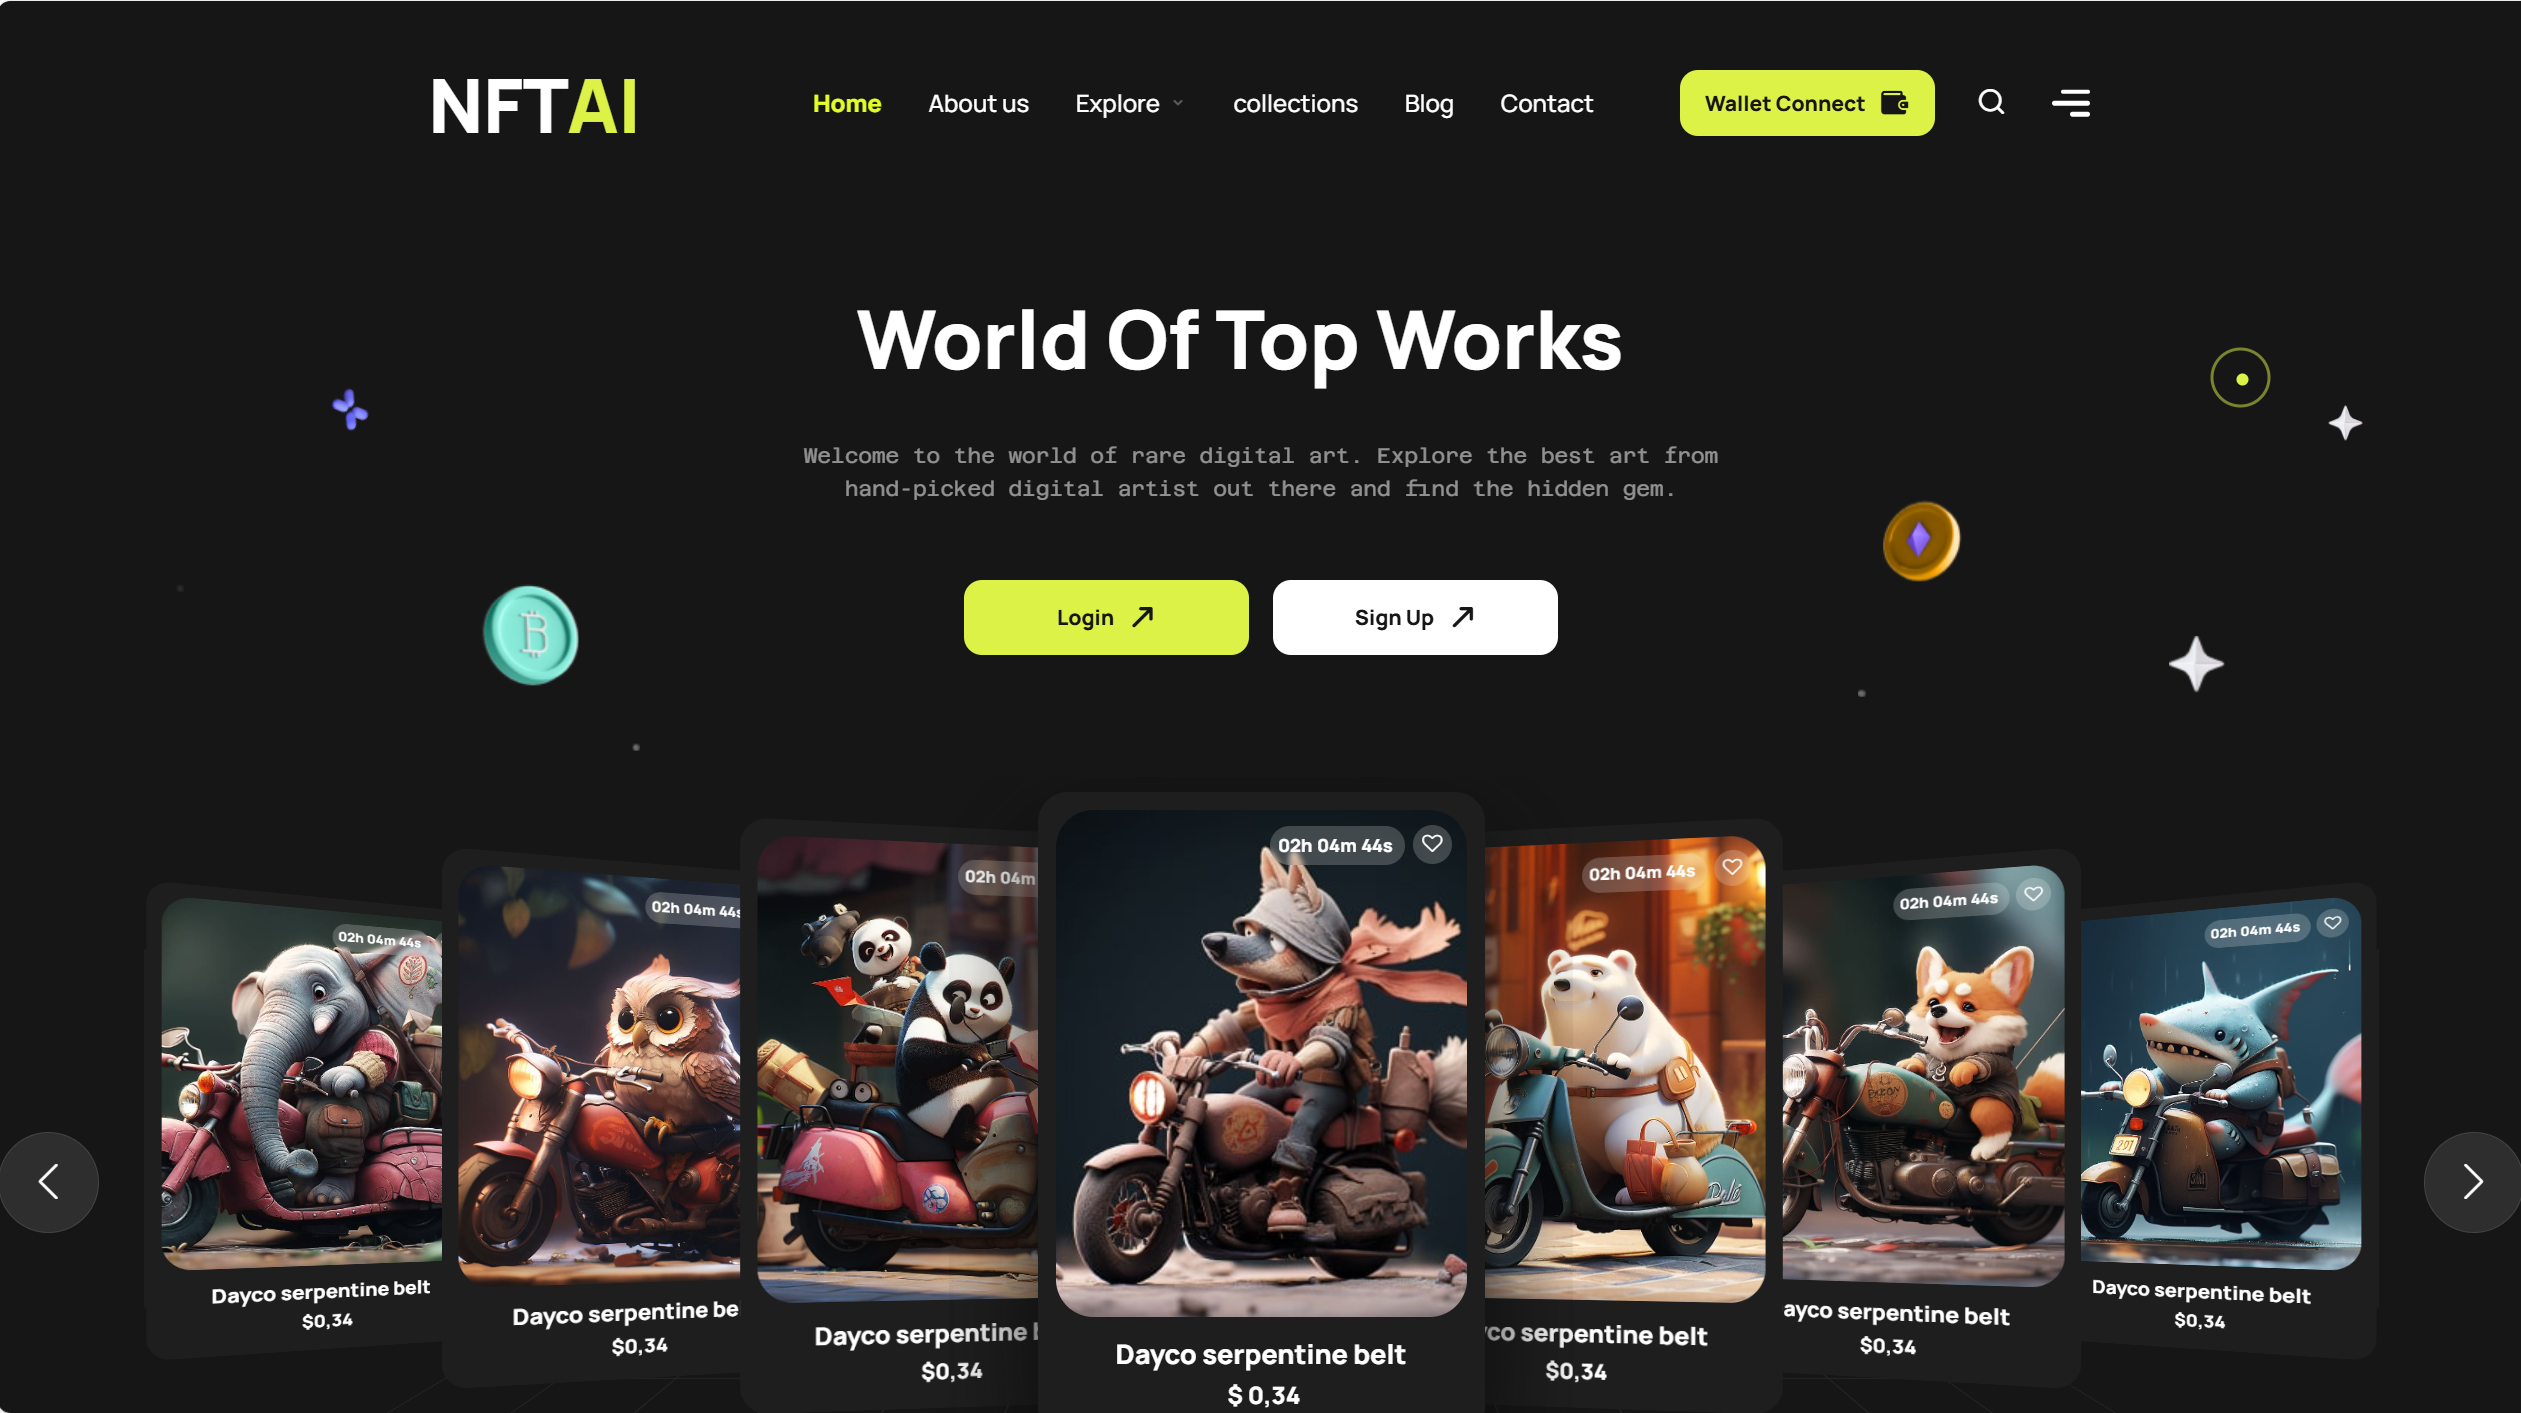 NFTAI
Home
About us
Explore
collections
Blog
Contact
Wallet Connect
World Of Top Works
Welcome to the world of rare digital art. Explore the best art from
hand-picked digital artist out there and find the hidden gem.
Login
Sign Up
02h 04m 44s
Dayco serpentine belt
$0,34
02h 04m 44s
Dayco serpentine be
$0,34
02h 04m
Dayco serpentine
$0,34
02h 04m 44s
Dayco serpentine belt
$ 0,34
02h 04m 44s
yco serpentine belt
$0,34
02h 04m 44s
ayco serpentine belt
$0,34
02h 04m 44s
Dayco serpentine belt
$0,34